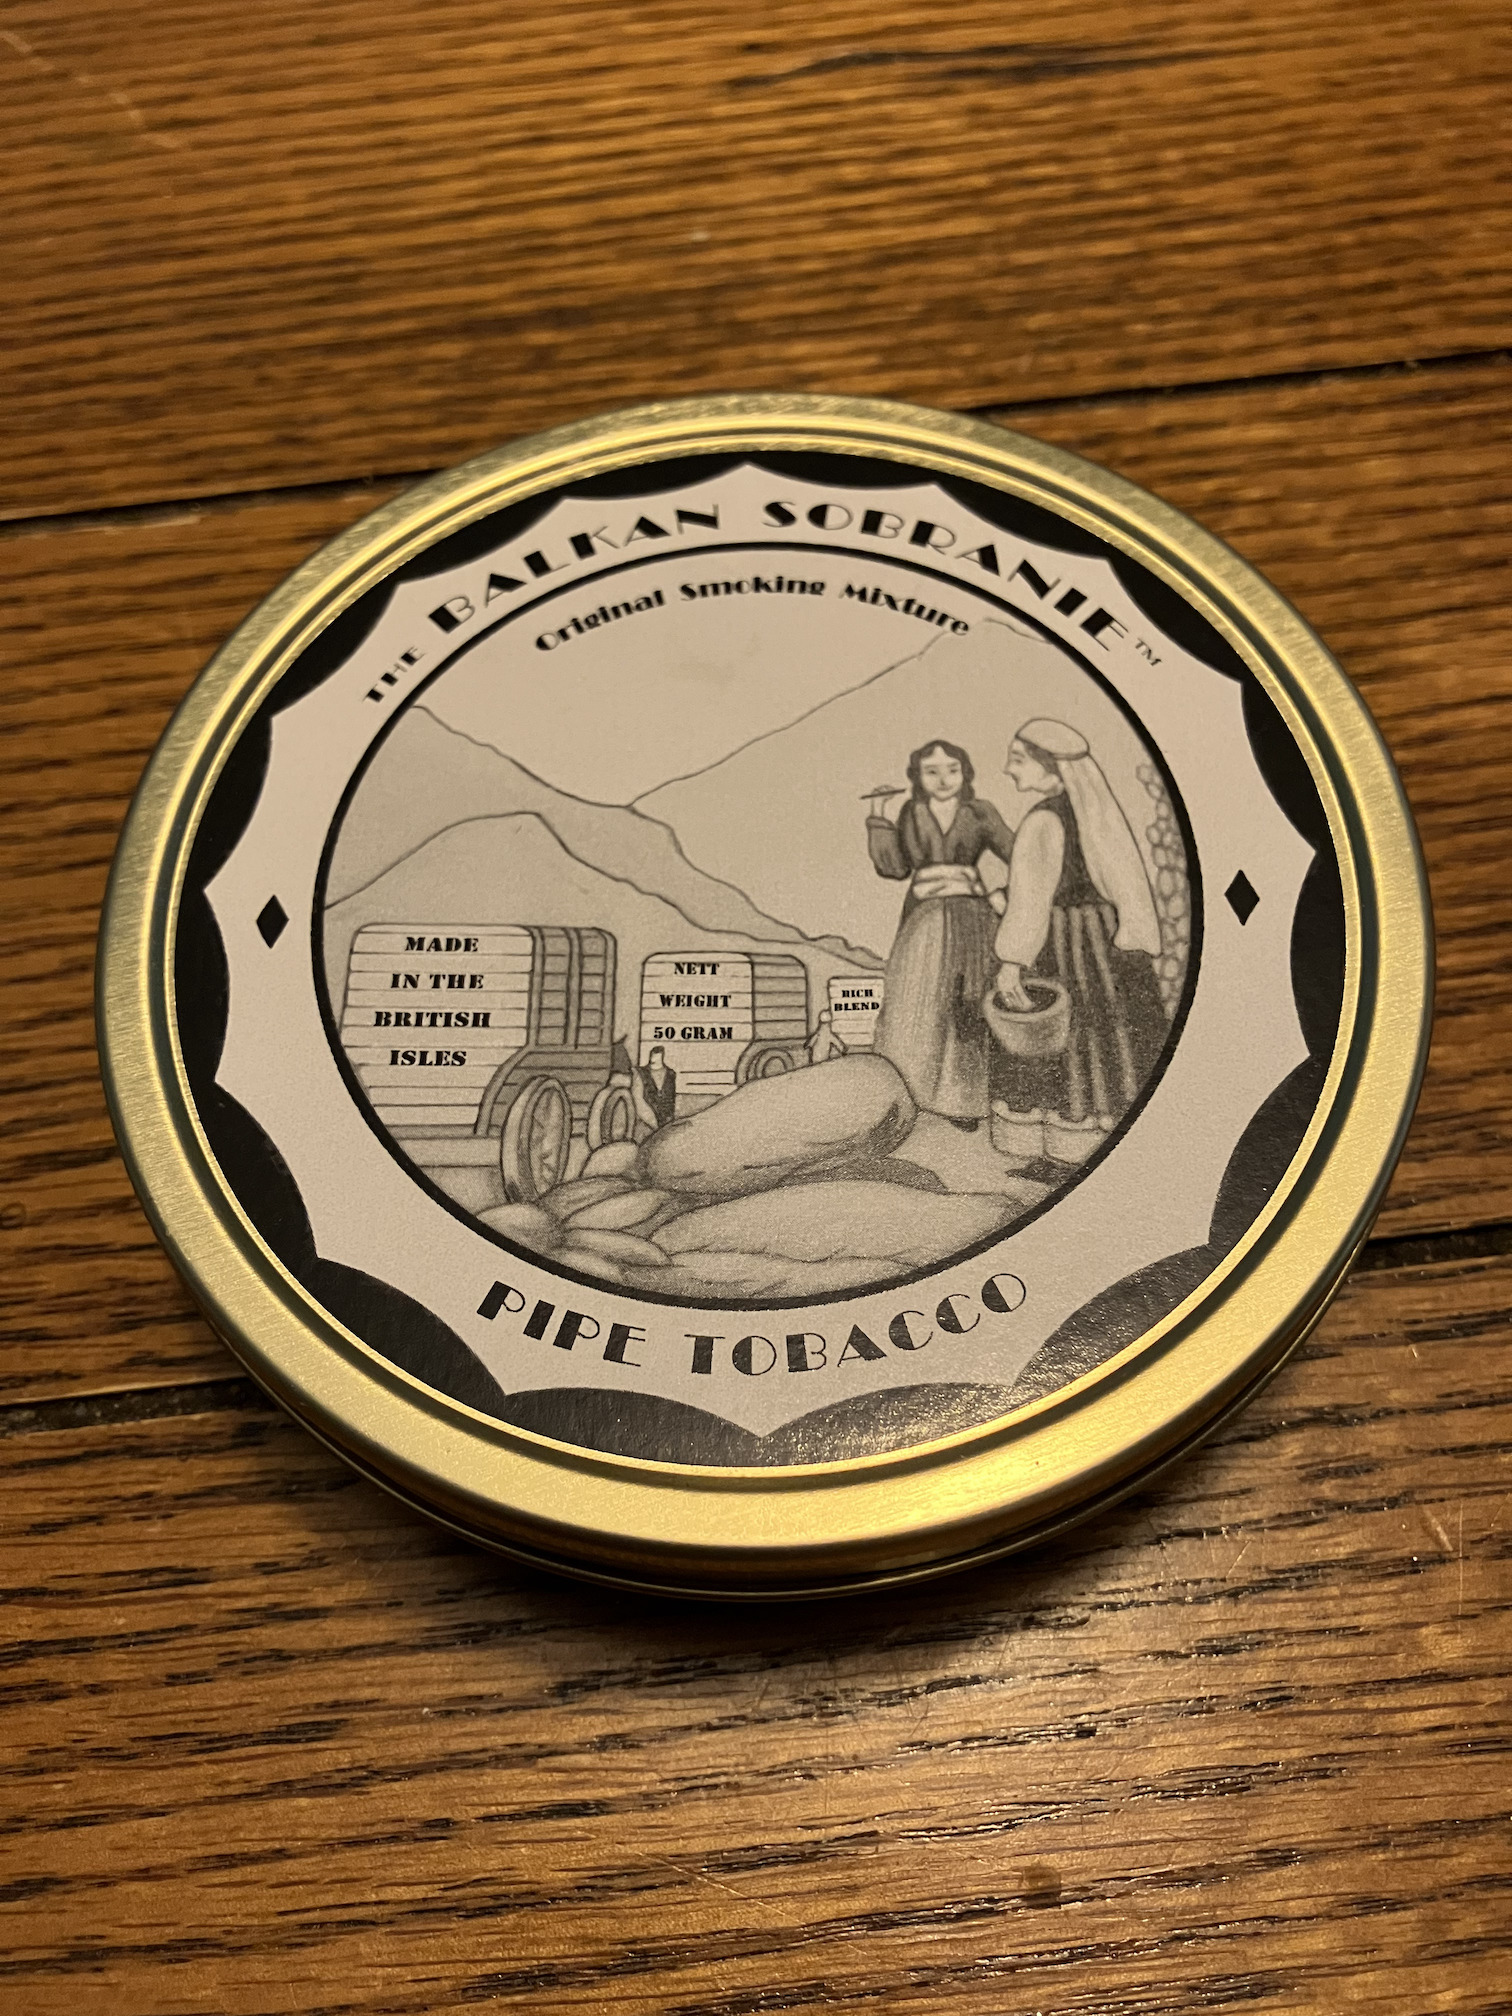 THE BALKAN SOBRANIE™
Original Smoking Mixture
MADE
IN THE
BRITISH
ISLES
NETT
WEIGHT
50 GRAM
RICH
BLEND
PIPE TOBACCO